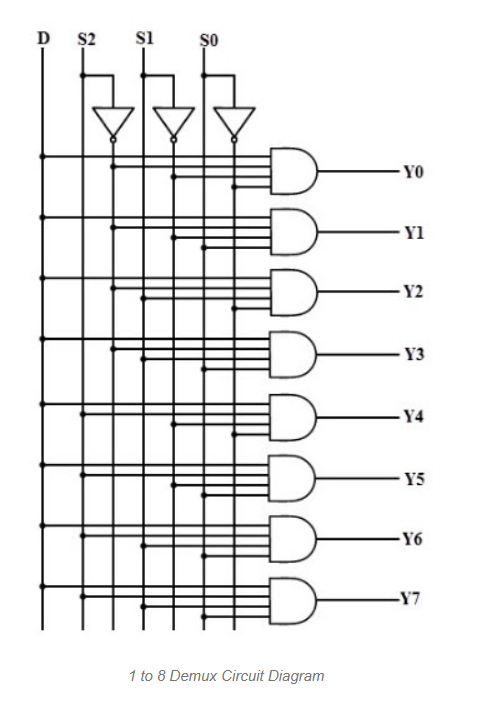 D S2 S1 S0
Y0
Y1
Y2
Y3
Y4
Y5
Y6
Y7
1 to 8 Demux Circuit Diagram